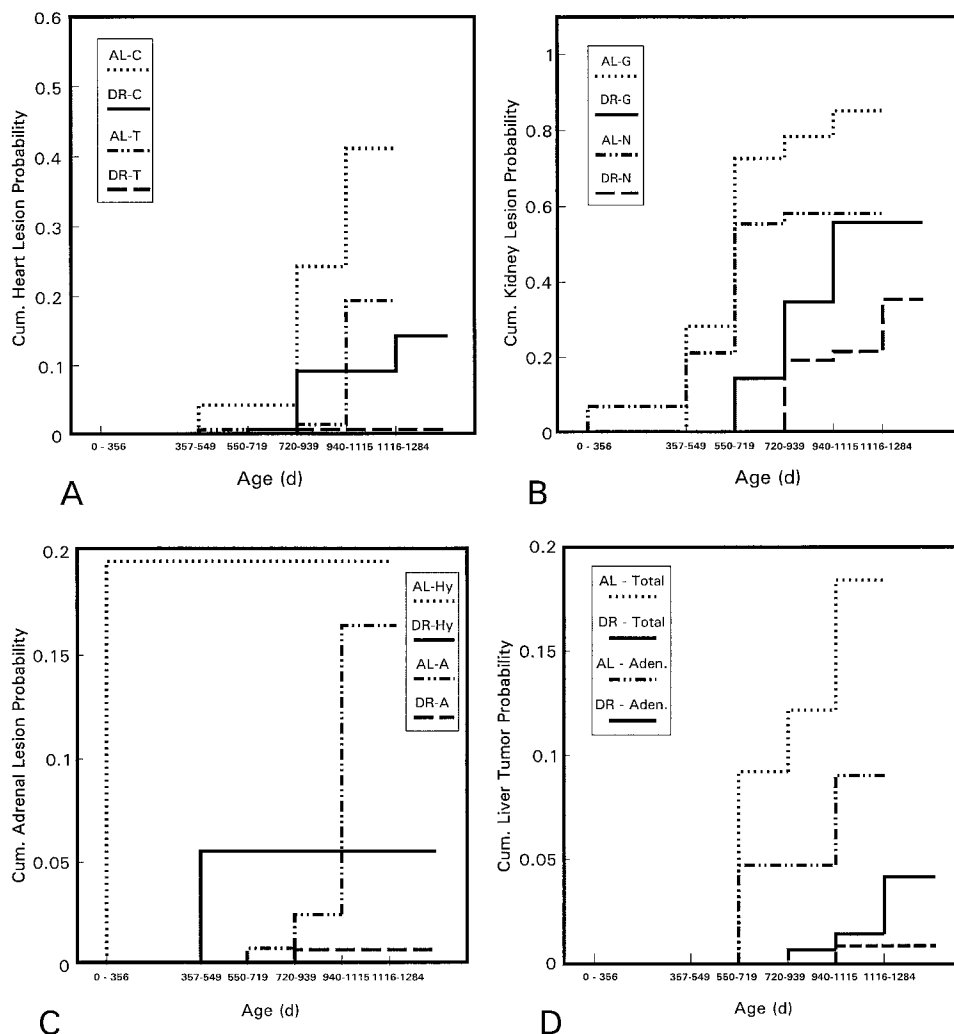 0.6
0.5
0.4
0.3
0.2
0.1
0
Cum. Heart Lesion Probability
AL-C
DR-C
AL-T
DR-T
0 - 356
357-549
550-719
720-939
940-1115
1116-1284
Age (d)
A
1
0.8
0.6
0.4
0.2
0
Cum. Kidney Lesion Probability
AL-G
DR-G
AL-N
DR-N
0 - 356
357-549
550-719
720-939
940-1115
1116-1284
Age (d)
B
0.2
0.15
0.1
0.05
0
Cum. Adrenal Lesion Probability
AL-Hy
DR-Hy
AL-A
DR-A
0 - 356
357-549
550-719
720-939
940-1115
1116-1284
Age (d)
C
0.2
0.15
0.1
0.05
0
Cum. Liver Tumor Probability
AL - Total
DR - Total
AL - Aden.
DR - Aden.
0 - 356
357-549
550-719
720-939
940-1115
1116-1284
Age (d)
D